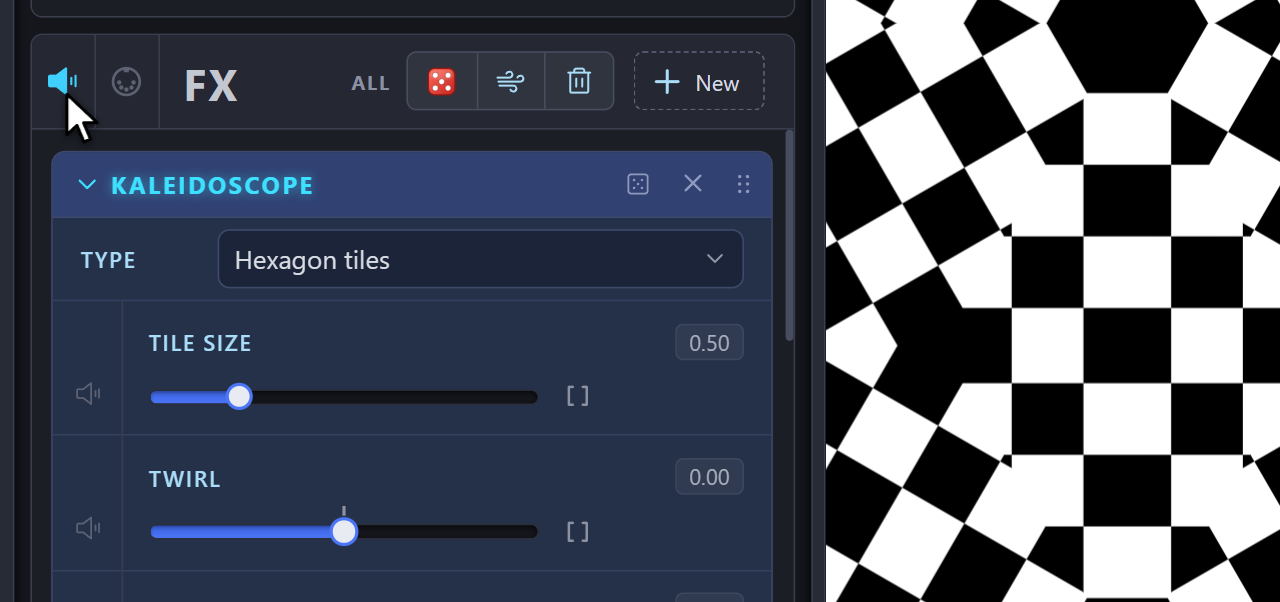 FX
ALL
New
KALEIDOSCOPE
TYPE
Hexagon tiles
TILE SIZE
0.50
[ ]
TWIRL
0.00
[ ]